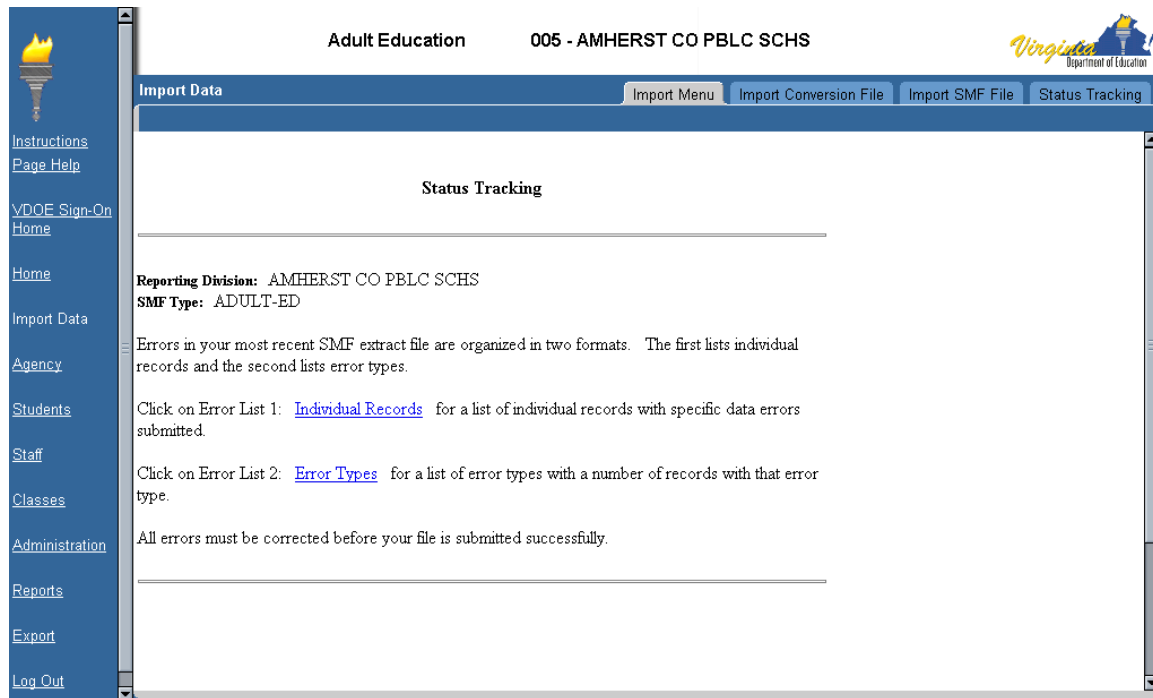 Adult Education 005 - AMHERST CO PBLC SCHS
Virginia
Department of Education
Import Data
Import Menu Import Conversion File Import SMF File Status Tracking
Instructions
Page Help
VDOE Sign-On
Home
Home
Import Data
Agency
Students
Staff
Classes
Administration
Reports
Export
Log Out
Status Tracking
Reporting Division: AMHERST CO PBLC SCHS
SMF Type: ADULT-ED
Errors in your most recent SMF extract file are organized in two formats. The first lists individual
records and the second lists error types.
Click on Error List 1: Individual Records for a list of individual records with specific data errors
submitted.
Click on Error List 2: Error Types for a list of error types with a number of records with that error
type.
All errors must be corrected before your file is submitted successfully.